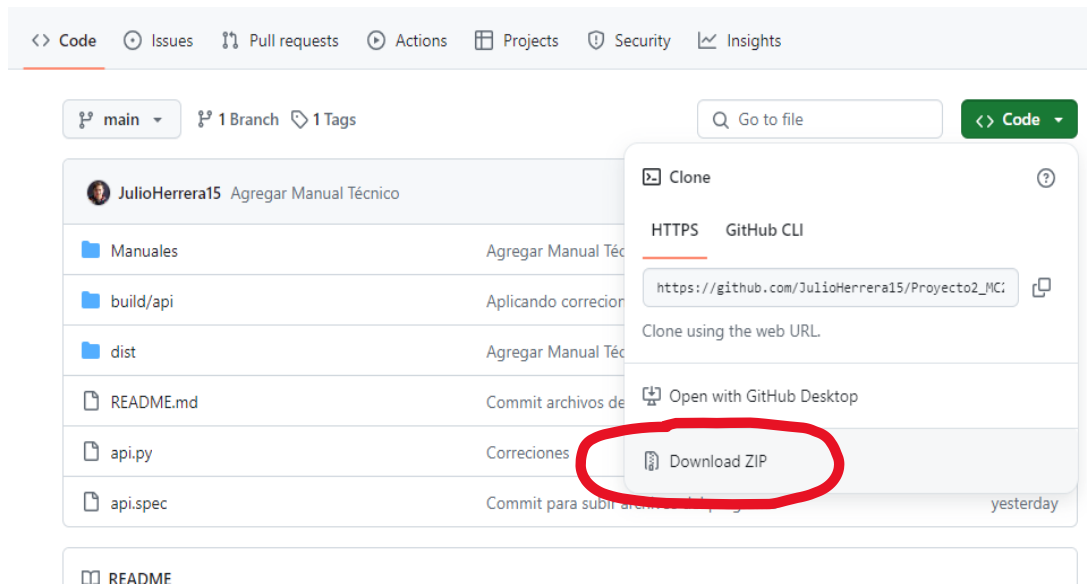 Code Issues Pull requests Actions Projects Security Insights
main 1 Branch 1 Tags Go to file Code
JulioHerrera15 Agregar Manual Técnico
Clone
HTTPS GitHub CLI
https://github.com/JulioHerrera15/Proyecto2_MC
Clone using the web URL.
Open with GitHub Desktop
Download ZIP
Manuales Agregar Manual Téc
build/api Aplicando correcion
dist Agregar Manual Téc
README.md Commit archivos de
api.py Correciones
api.spec Commit para subir yesterday
README